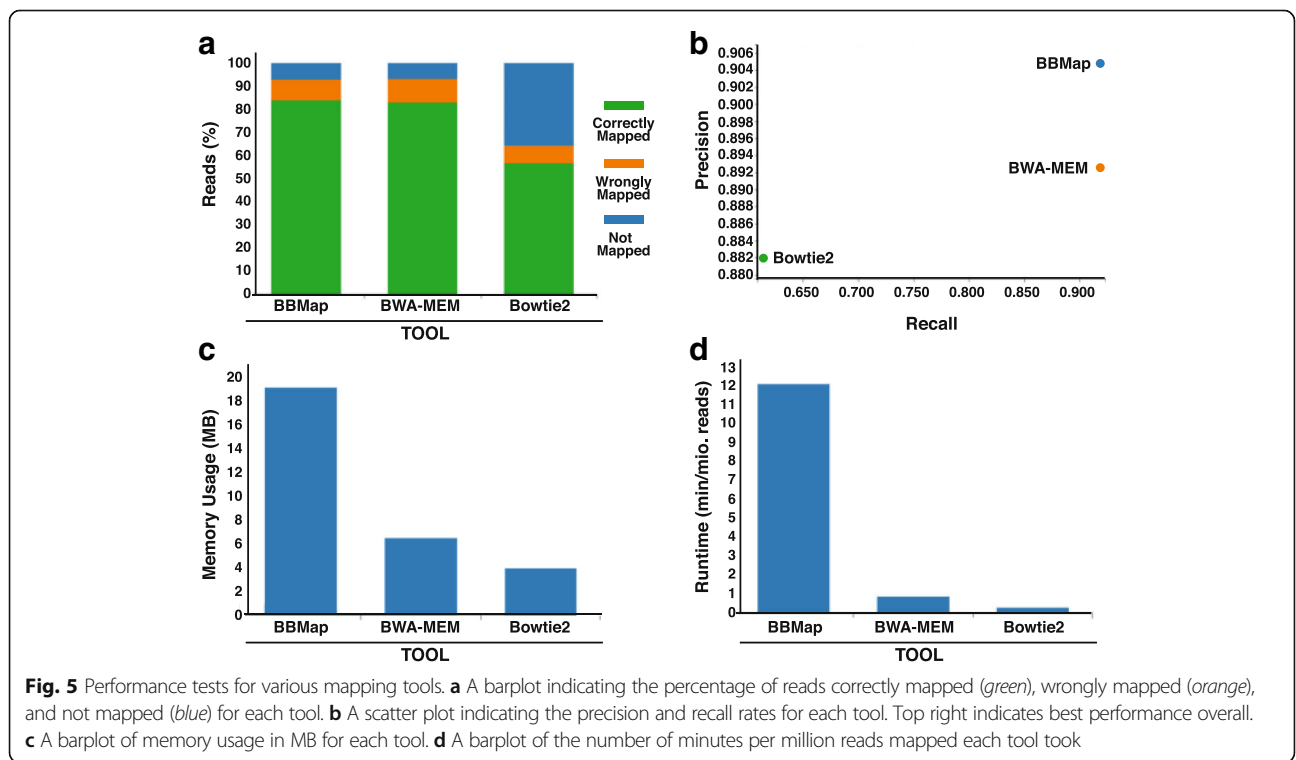 a
100
90
80
70
60
50
40
30
20
10
0
Reads (%)
BBMap BWA-MEM Bowtie2
TOOL
Correctly
Mapped
Wrongly
Mapped
Not
Mapped
b
0.906
0.904
0.902
0.900
0.898
0.896
0.894
0.892
0.890
0.888
0.886
0.884
0.882
0.880
Precision
BBMap
BWA-MEM
Bowtie2
0.650 0.700 0.750 0.800 0.850 0.900
Recall
c
20
18
16
14
12
10
8
6
4
2
0
Memory Usage (MB)
BBMap BWA-MEM Bowtie2
TOOL
d
13
12
11
10
9
8
7
6
5
4
3
2
1
0
Runtime (min/mio. reads)
BBMap BWA-MEM Bowtie2
TOOL
Fig. 5 Performance tests for various mapping tools. a A barplot indicating the percentage of reads correctly mapped (green), wrongly mapped (orange),
and not mapped (blue) for each tool. b A scatter plot indicating the precision and recall rates for each tool. Top right indicates best performance overall.
c A barplot of memory usage in MB for each tool. d A barplot of the number of minutes per million reads mapped each tool took